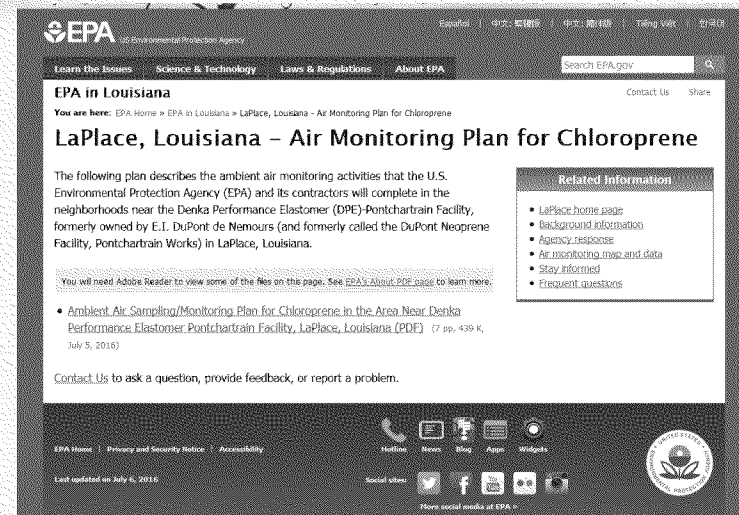 EPA US Environmental Protection Agency
Español | 中文: 繁體版 | 中文: 简体版 | Tiếng Việt | 한국어
Learn the Issues Science & Technology Laws & Regulations About EPA
Search EPA.gov
EPA in Louisiana
Contact Us Share
You are here: EPA Home » EPA in Louisiana » LaPlace, Louisiana - Air Monitoring Plan for Chloroprene
LaPlace, Louisiana – Air Monitoring Plan for Chloroprene
The following plan describes the ambient air monitoring activities that the U.S.
Environmental Protection Agency (EPA) and its contractors will complete in the
neighborhoods near the Denka Performance Elastomer (DPE)-Pontchartrain Facility,
formerly owned by E.I. DuPont de Nemours (and formerly called the DuPont Neoprene
Facility, Pontchartrain Works) in LaPlace, Louisiana.
Related Information
• LaPlace home page
• Background information
• Agency response
• Air monitoring map and data
• Stay informed
• Frequent questions
You will need Adobe Reader to view some of the files on this page. See EPA's About PDF page to learn more.
• Ambient Air Sampling/Monitoring Plan for Chloroprene in the Area Near Denka
Performance Elastomer Pontchartrain Facility, LaPlace, Louisiana (PDF) (7 pp, 439 K,
July 5, 2016)
Contact Us to ask a question, provide feedback, or report a problem.
EPA Home | Privacy and Security Notice | Accessibility
Hotline News Blog Apps Widgets
Last updated on July 6, 2016
Social sites:
More social media at EPA »
UNITED STATES